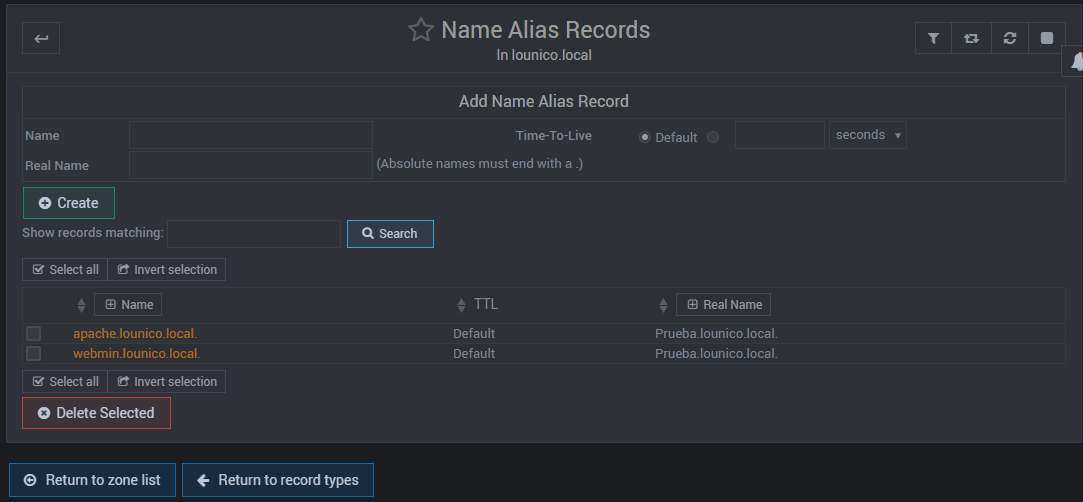 Name Alias Records
In lounico.local
Add Name Alias Record
Name Time-To-Live Default seconds
Real Name (Absolute names must end with a .)
Create
Show records matching: Search
Select all Invert selection
Name TTL Real Name
apache.lounico.local. Default Prueba.lounico.local.
webmin.lounico.local. Default Prueba.lounico.local.
Select all Invert selection
Delete Selected
Return to zone list Return to record types